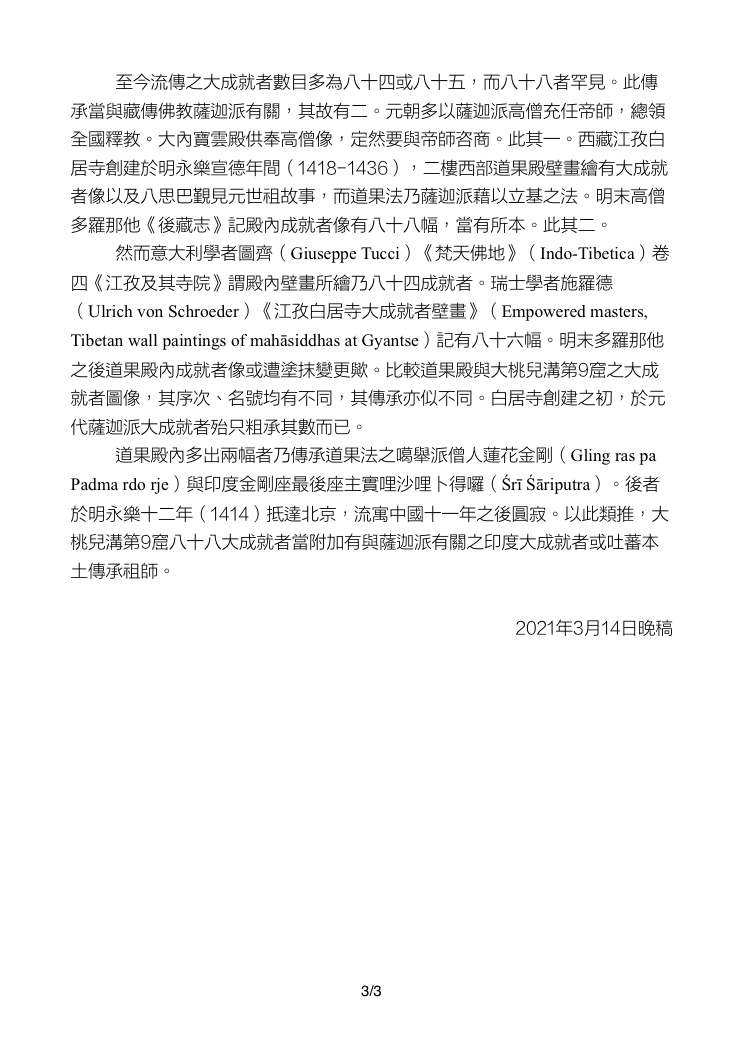 至今流傳之大成就者數目多為八十四或八十五，而八十八者罕見。此傳
承當與藏傳佛教薩迦派有關，其故有二。元朝多以薩迦派高僧充任帝師，總領
全國釋教。大內寶雲殿供奉高僧像，定然要與帝師咨商。此其一。西藏江孜白
居寺創建於明永樂宣德年間（1418-1436），二樓西部道果殿壁畫繪有大成就
者像以及八思巴覲見元世祖故事，而道果法乃薩迦派藉以立基之法。明末高僧
多羅那他《後藏志》記殿內成就者像有八十八幅，當有所本。此其二。
然而意大利學者圖齊（Giuseppe Tucci）《梵天佛地》（Indo-Tibetica）卷
四《江孜及其寺院》謂殿內壁畫所繪乃八十四成就者。瑞士學者施羅德
（Ulrich von Schroeder）《江孜白居寺大成就者壁畫》（Empowered masters,
Tibetan wall paintings of mahāsiddhas at Gyantse）記有八十六幅。明末多羅那他
之後道果殿內成就者像或遭塗抹變更歟。比較道果殿與大桃兒溝第9窟之大成
就者圖像，其序次、名號均有不同，其傳承亦似不同。白居寺創建之初，於元
代薩迦派大成就者殆只粗承其數而已。
道果殿內多出兩幅者乃傳承道果法之噶舉派僧人蓮花金剛（Gling ras pa
Padma rdo rje）與印度金剛座最後座主實哩沙哩卜得囉（Śrī Śāriputra）。後者
於明永樂十二年（1414）抵達北京，流寓中國十一年之後圓寂。以此類推，大
桃兒溝第9窟八十八大成就者當附加有與薩迦派有關之印度大成就者或吐蕃本
土傳承祖師。
2021年3月14日晚稿
3/3